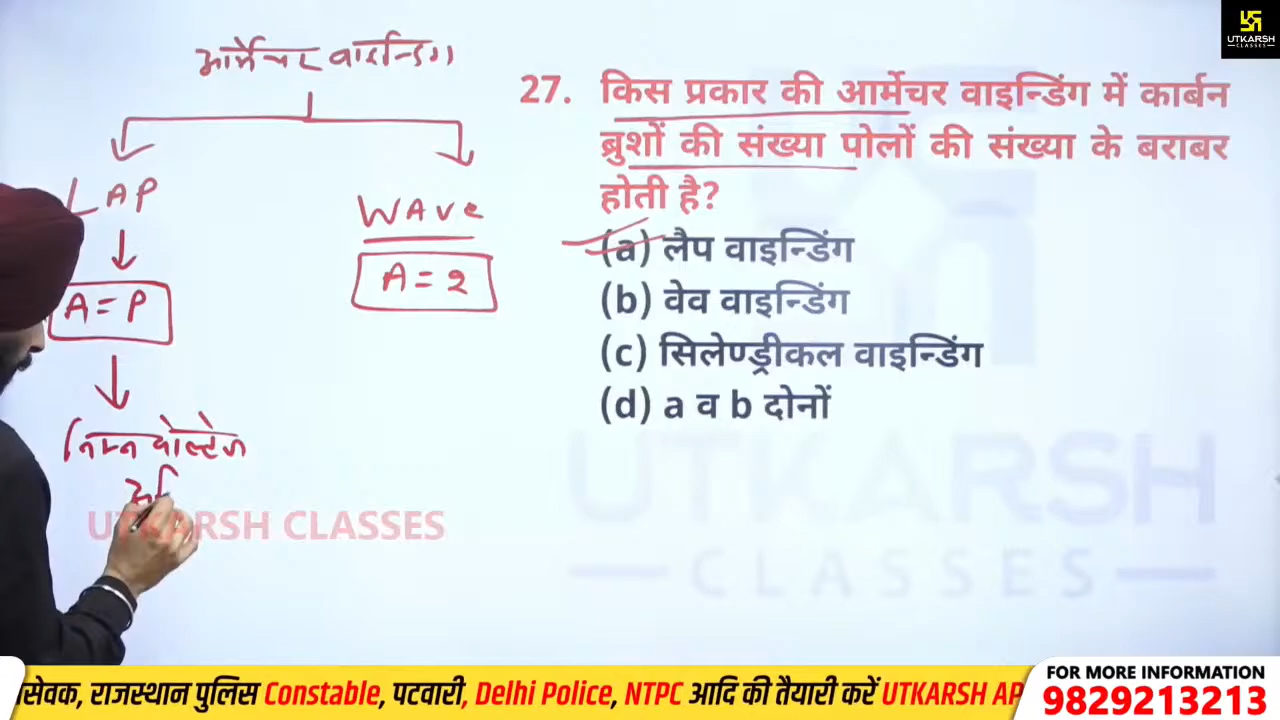 UTKARSH
CLASSES
आर्मेचर वाइन्डिंग
LAP
WAVE
A = P
A = 2
निम्न वोल्टेज
27. किस प्रकार की आर्मेचर वाइन्डिंग में कार्बन
ब्रुशों की संख्या पोलों की संख्या के बराबर
होती है?
(a) लैप वाइन्डिंग
(b) वेव वाइन्डिंग
(c) सिलेण्ड्रीकल वाइन्डिंग
(d) a व b दोनों
UTKARSH
CLASSES
UTKARSH CLASSES
सेवक, राजस्थान पुलिस Constable, पटवारी, Delhi Police, NTPC आदि की तैयारी करें UTKARSH AP
FOR MORE INFORMATION
9829213213